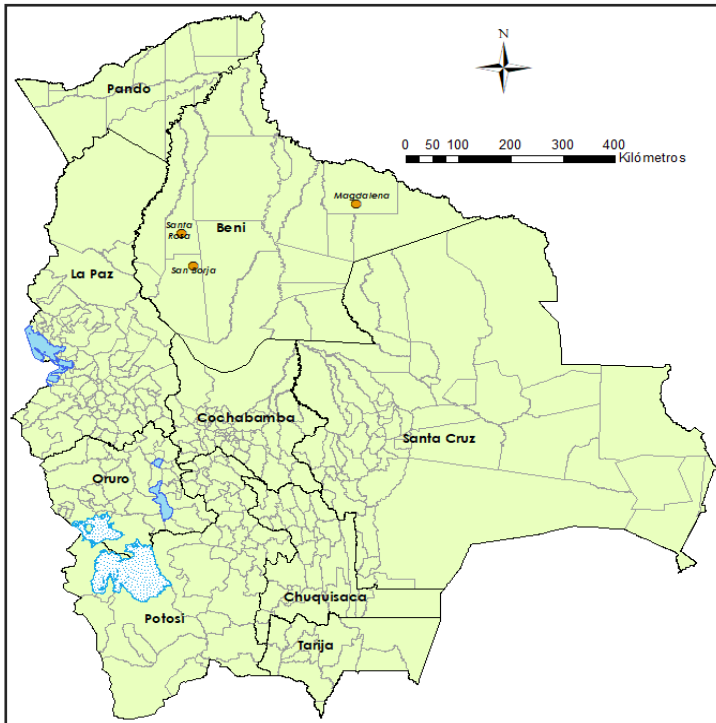 N
Pando
0 50 100 200 300 400
Kilómetros
Magdalena
Santa
Rosa
Beni
San Borja
La Paz
Cochabamba
Santa Cruz
Oruro
Chuquisaca
Potosí
Tarija